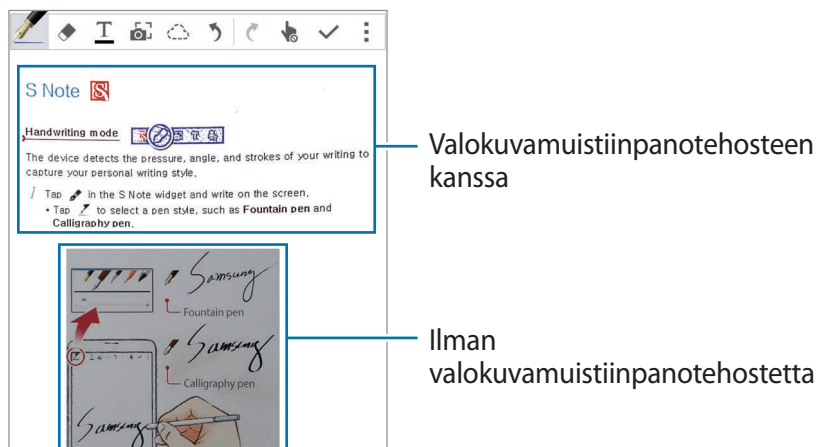 T
S Note S
Handwriting mode
The device detects the pressure, angle, and strokes of your writing to
capture your personal writing style.
1 Tap in the S Note widget and write on the screen.
• Tap to select a pen style, such as Fountain pen and
Calligraphy pen.
Samsung
Fountain pen
Samsung
Calligraphy pen
Samsung
Valokuvamuistiinpanotehosteen
kanssa
Ilman
valokuvamuistiinpanotehostetta